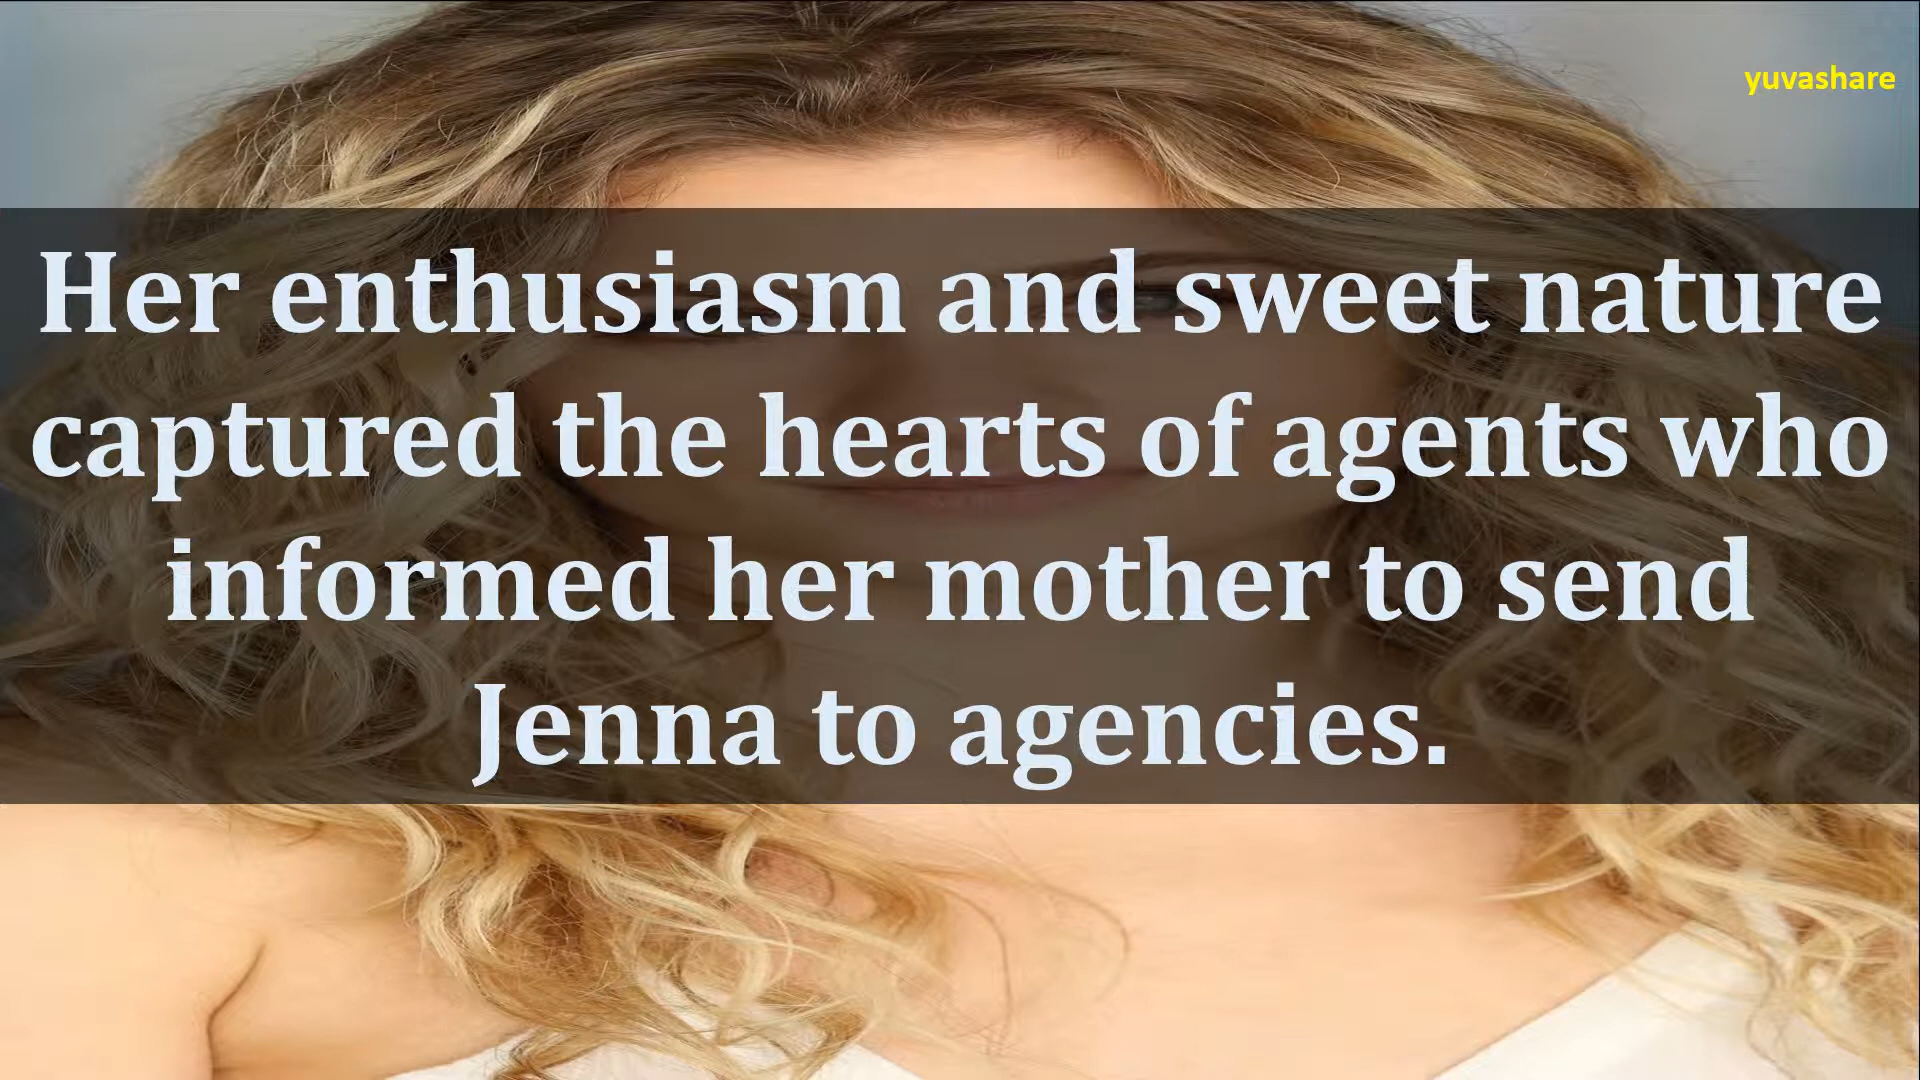 yuvashare
Her enthusiasm and sweet nature
captured the hearts of agents who
informed her mother to send
Jenna to agencies.